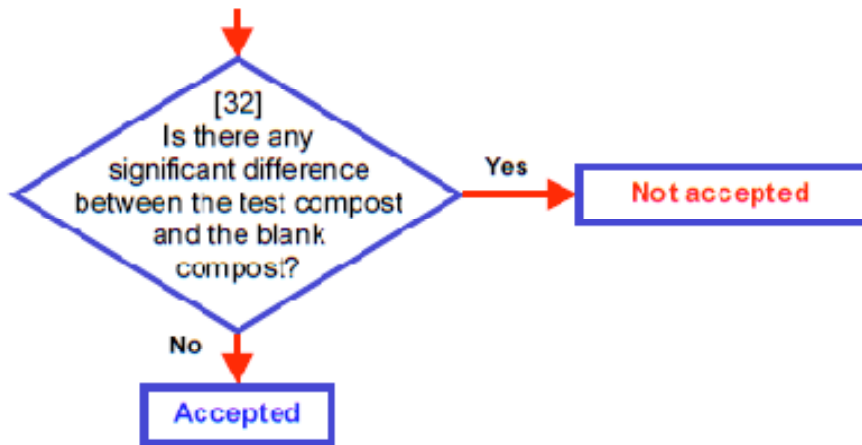 [32]
Is there any
significant difference
between the test compost
and the blank
compost?
Yes
Not accepted
No
Accepted